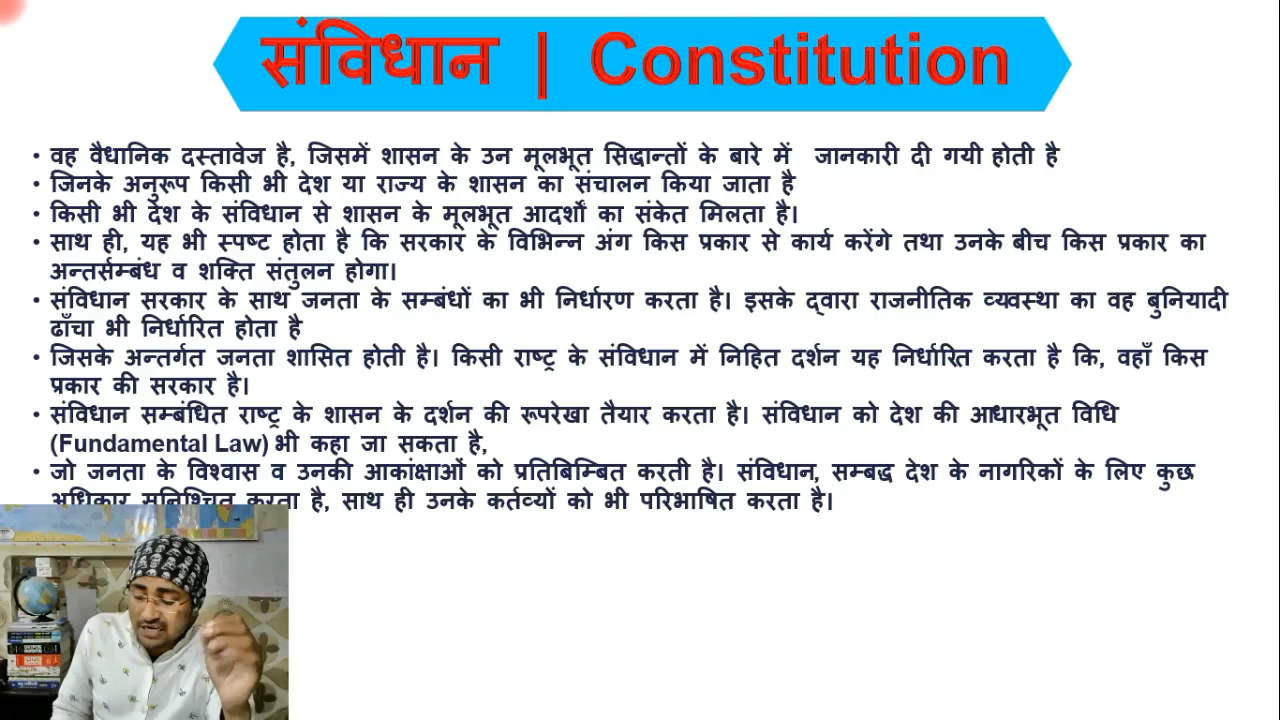 संविधान | Constitution
• वह वैधानिक दस्तावेज है, जिसमें शासन के उन मूलभूत सिद्धान्तों के बारे में जानकारी दी गयी होती है
• जिनके अनुरूप किसी भी देश या राज्य के शासन का संचालन किया जाता है
• किसी भी देश के संविधान से शासन के मूलभूत आदर्शों का संकेत मिलता है।
• साथ ही, यह भी स्पष्ट होता है कि सरकार के विभिन्न अंग किस प्रकार से कार्य करेंगे तथा उनके बीच किस प्रकार का
अन्तर्सम्बंध व शक्ति संतुलन होगा।
• संविधान सरकार के साथ जनता के सम्बंधों का भी निर्धारण करता है। इसके द्वारा राजनीतिक व्यवस्था का वह बुनियादी
ढाँचा भी निर्धारित होता है
• जिसके अन्तर्गत जनता शासित होती है। किसी राष्ट्र के संविधान में निहित दर्शन यह निर्धारित करता है कि, वहाँ किस
प्रकार की सरकार है।
• संविधान सम्बंधित राष्ट्र के शासन के दर्शन की रूपरेखा तैयार करता है। संविधान को देश की आधारभूत विधि
(Fundamental Law) भी कहा जा सकता है,
• जो जनता के विश्वास व उनकी आकांक्षाओं को प्रतिबिम्बित करती है। संविधान, सम्बद्ध देश के नागरिकों के लिए कुछ
अधिकार सुनिश्चित करता है, साथ ही उनके कर्तव्यों को भी परिभाषित करता है।